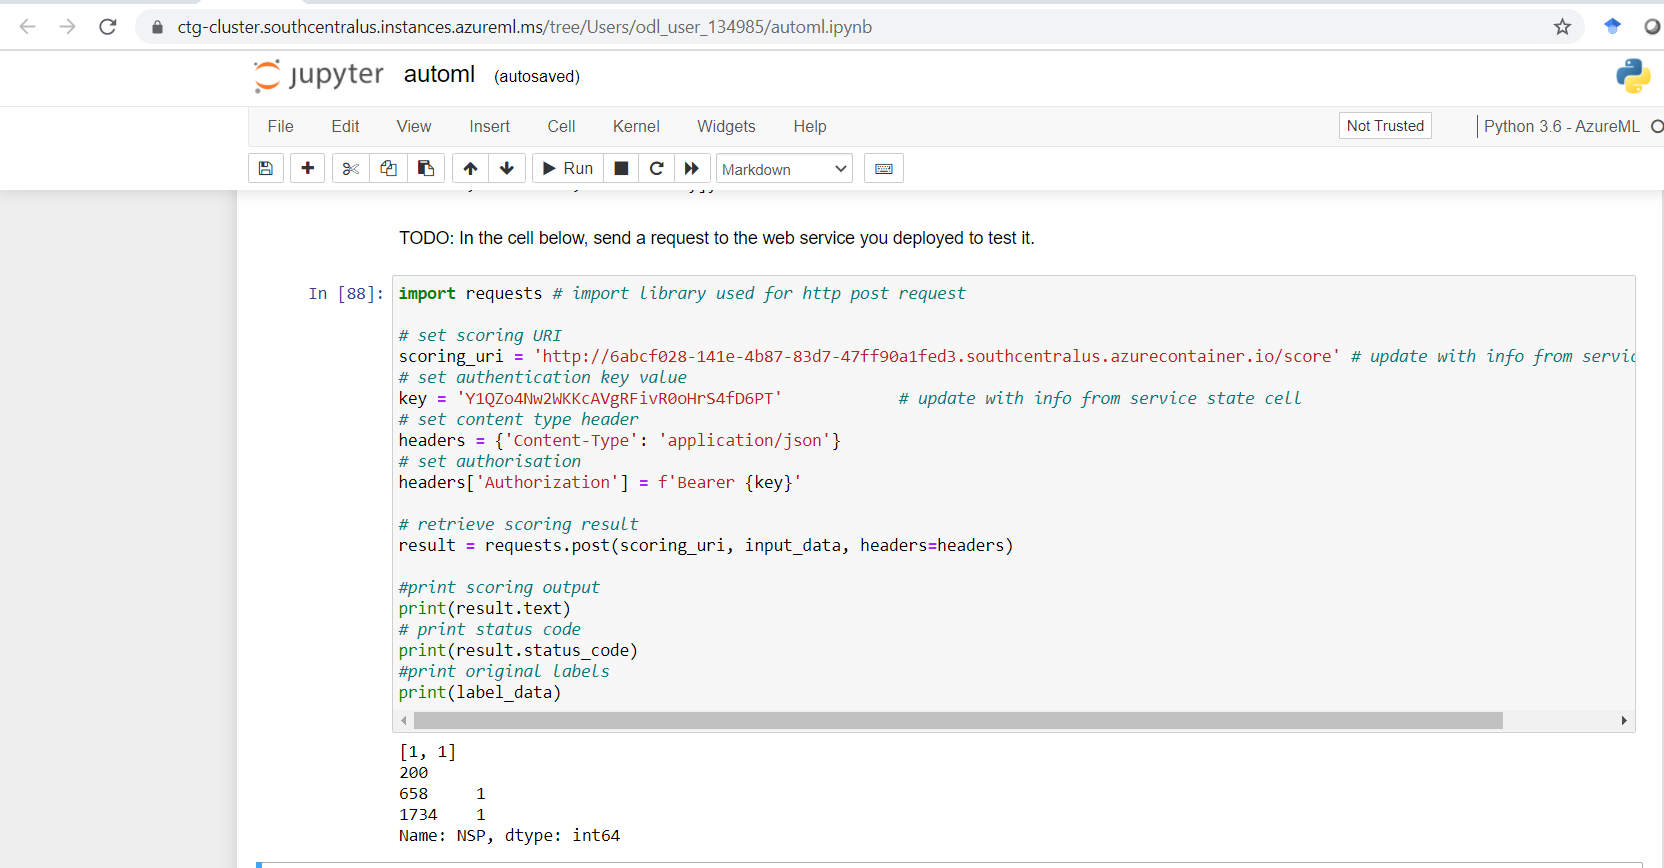 ctg-cluster.southcentralus.instances.azureml.ms/tree/Users/odl_user_134985/automl.ipynb
jupyter automl (autosaved)
File Edit View Insert Cell Kernel Widgets Help Not Trusted Python 3.6 - AzureML
Run Markdown
TODO: In the cell below, send a request to the web service you deployed to test it.
In [88]: import requests # import library used for http post request
# set scoring URI
scoring_uri = 'http://6abcf028-141e-4b87-83d7-47ff90a1fed3.southcentralus.azurecontainer.io/score' # update with info from servic
# set authentication key value
key = 'Y1QZo4Nw2WKKcAVgRFivR0oHrS4fD6PT' # update with info from service state cell
# set content type header
headers = {'Content-Type': 'application/json'}
# set authorisation
headers['Authorization'] = f'Bearer {key}'
# retrieve scoring result
result = requests.post(scoring_uri, input_data, headers=headers)
#print scoring output
print(result.text)
# print status code
print(result.status_code)
#print original labels
print(label_data)
[1, 1]
200
658 1
1734 1
Name: NSP, dtype: int64